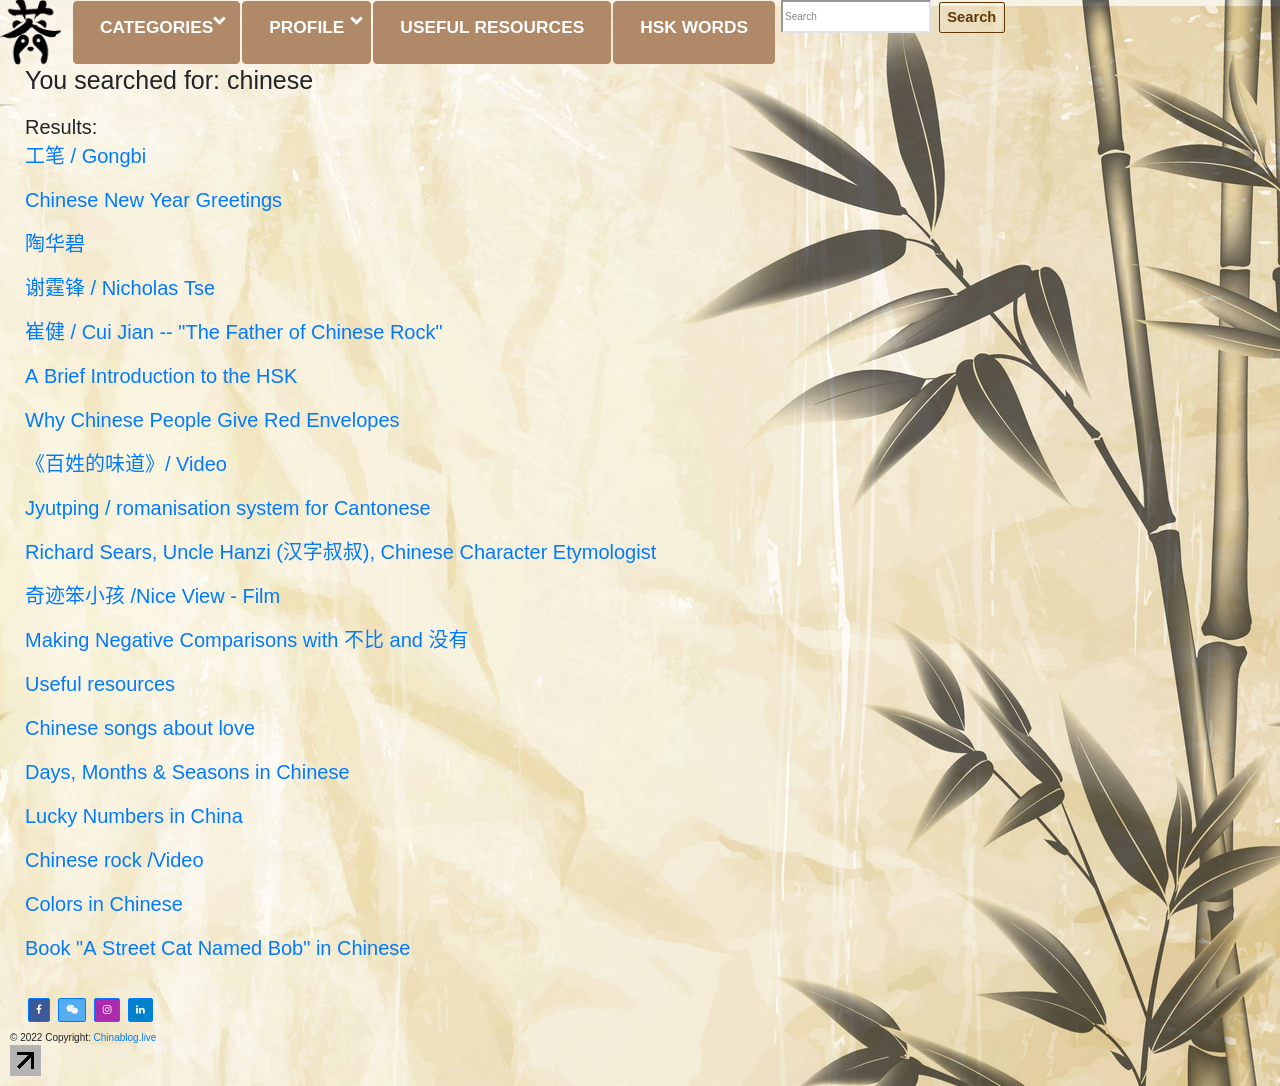 CATEGORIES PROFILE USEFUL RESOURCES HSK WORDS Search Search
You searched for: chinese
Results:
工笔 / Gongbi
Chinese New Year Greetings
陶华碧
谢霆锋 / Nicholas Tse
崔健 / Cui Jian -- "The Father of Chinese Rock"
A Brief Introduction to the HSK
Why Chinese People Give Red Envelopes
《百姓的味道》/ Video
Jyutping / romanisation system for Cantonese
Richard Sears, Uncle Hanzi (汉字叔叔), Chinese Character Etymologist
奇迹笨小孩 /Nice View - Film
Making Negative Comparisons with 不比 and 没有
Useful resources
Chinese songs about love
Days, Months & Seasons in Chinese
Lucky Numbers in China
Chinese rock /Video
Colors in Chinese
Book "A Street Cat Named Bob" in Chinese
© 2022 Copyright: Chinablog.live